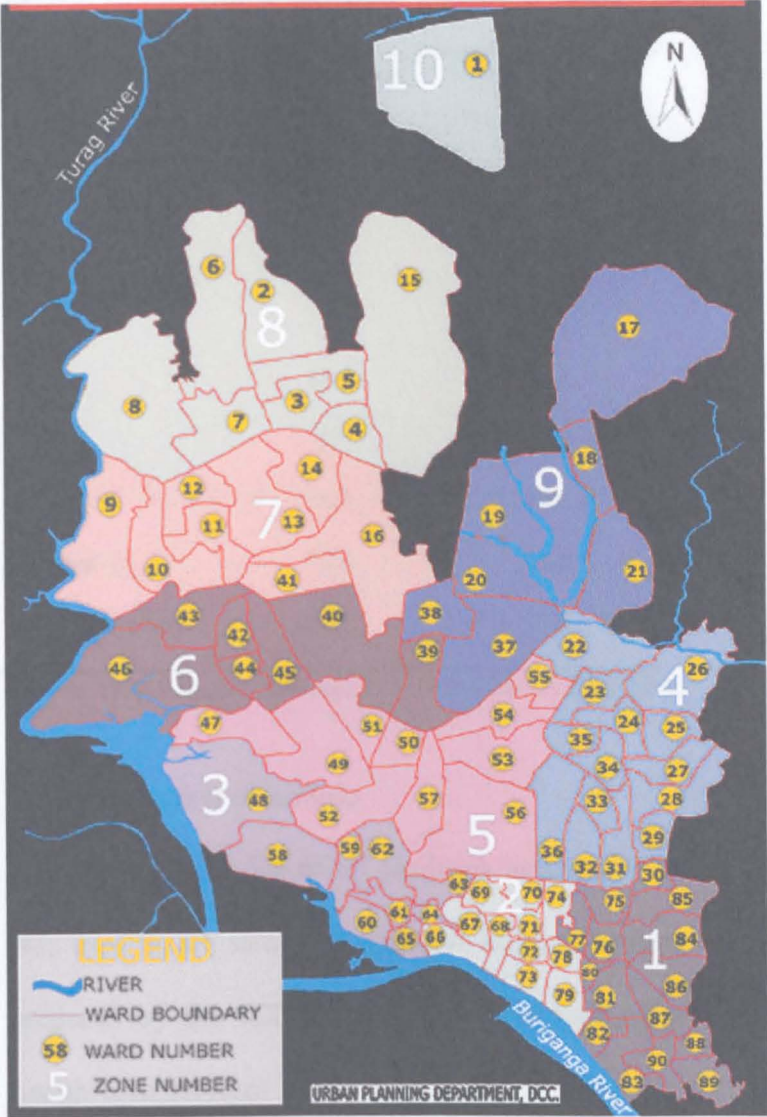 N
10 1
Turag River
6 2 15
8
17
5
8 3
7 4
14 18
9 12 9
11 7 13 19
16
10 41 20 21
43 40 38
42 39 37 22
46 6 44 45 55 26
23 4
47 51 54 24 25
50 35
49 53 34 27
3 48 57 33 28
52 5 56
59 62 29
58 36 32 31 30
63 69 2 70 74 75 85
60 61 64 67 68 71 77 76 84
65 66 72 78 1
73 80 86
79 81
87
82 88
90
83 89
Buriganga River
LEGEND
RIVER
WARD BOUNDARY
58 WARD NUMBER
5 ZONE NUMBER
URBAN PLANNING DEPARTMENT, DCC.